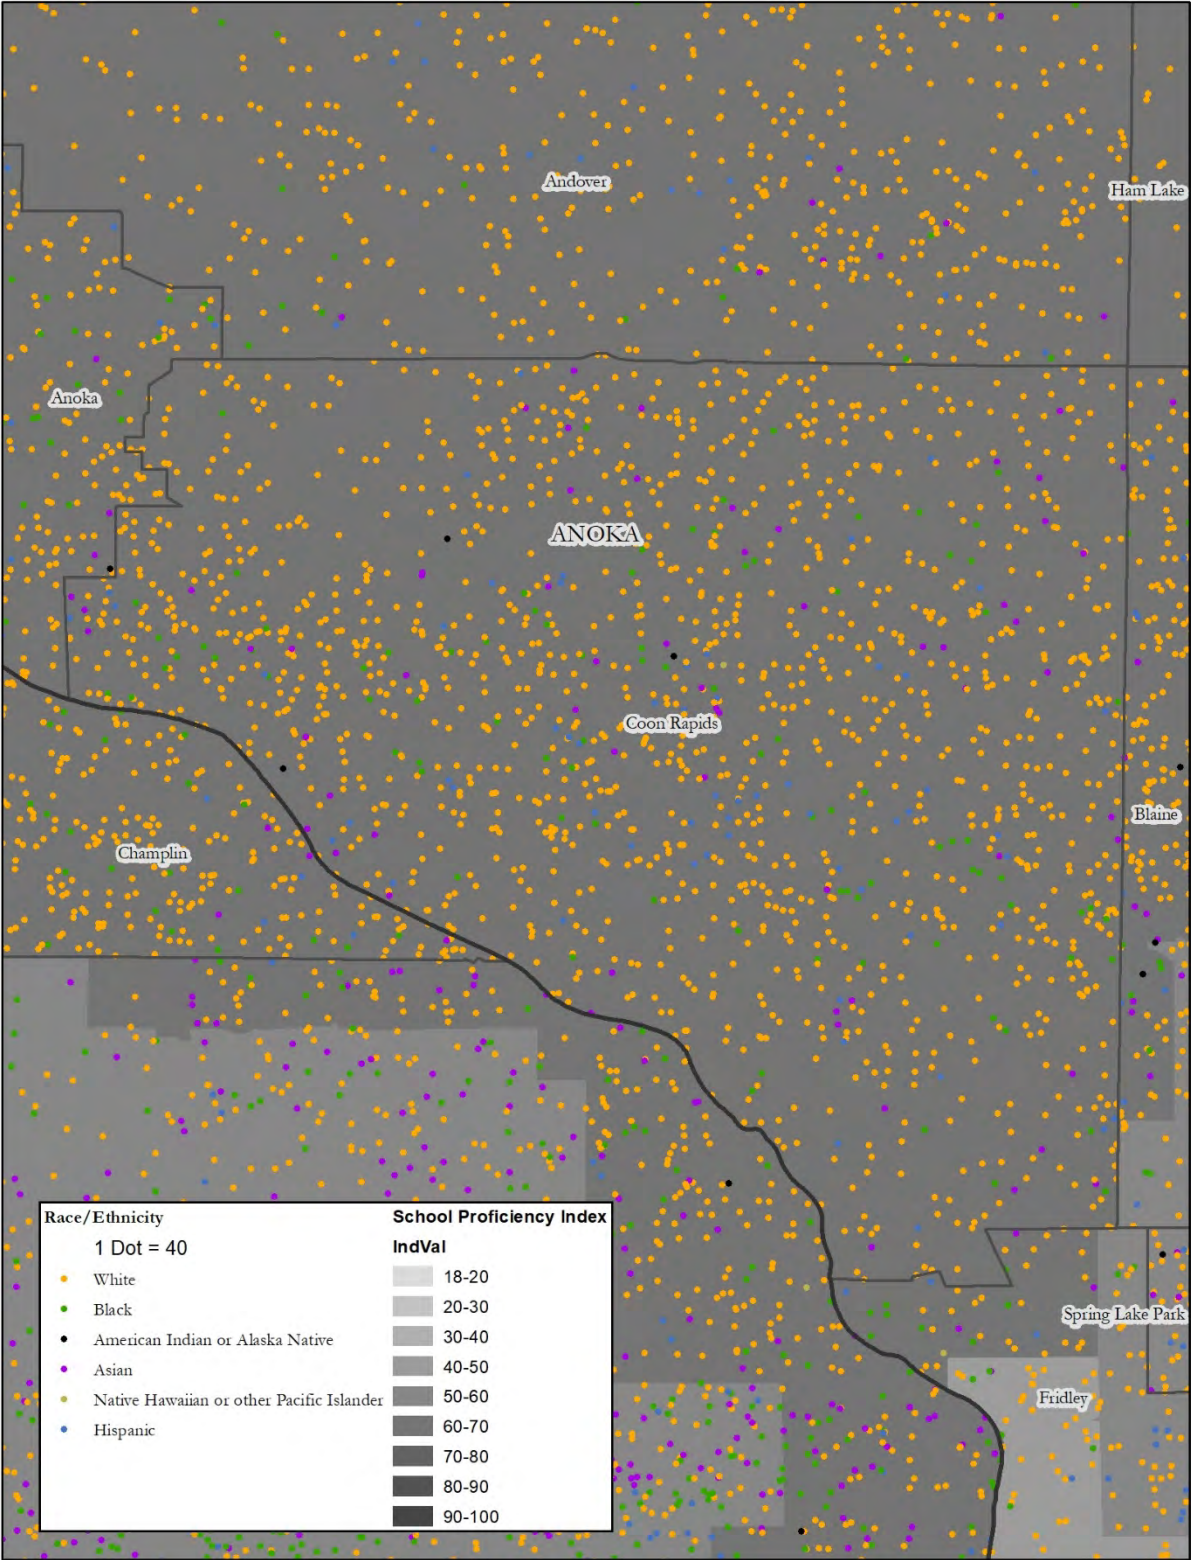 Andover
Ham Lake
Anoka
ANOKA
Coon Rapids
Blaine
Champlin
Spring Lake Park
Fridley
Race/Ethnicity
1 Dot = 40
White
Black
American Indian or Alaska Native
Asian
Native Hawaiian or other Pacific Islander
Hispanic
School Proficiency Index
IndVal
18-20
20-30
30-40
40-50
50-60
60-70
70-80
80-90
90-100